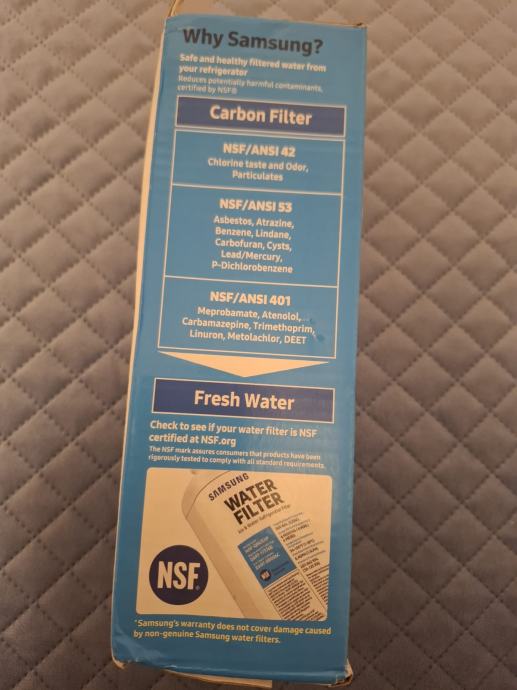 Why Samsung?
Safe and healthy filtered water from
your refrigerator
Reduces potentially harmful contaminants,
certified by NSF®
Carbon Filter
NSF/ANSI 42
Chlorine taste and Odor,
Particulates
NSF/ANSI 53
Asbestos, Atrazine,
Benzene, Lindane,
Carbofuran, Cysts,
Lead/Mercury,
P-Dichlorobenzene
NSF/ANSI 401
Meprobamate, Atenolol,
Carbamazepine, Trimethoprim,
Linuron, Metolachlor, DEET
Fresh Water
Check to see if your water filter is NSF
certified at NSF.org
The NSF mark assures consumers that products have been
rigorously tested to comply with all standard requirements.
SAMSUNG
WATER
FILTER
Ice & Water Refrigerator Filter
NSF
NSF®
*Samsung's warranty does not cover damage caused
by non-genuine Samsung water filters.